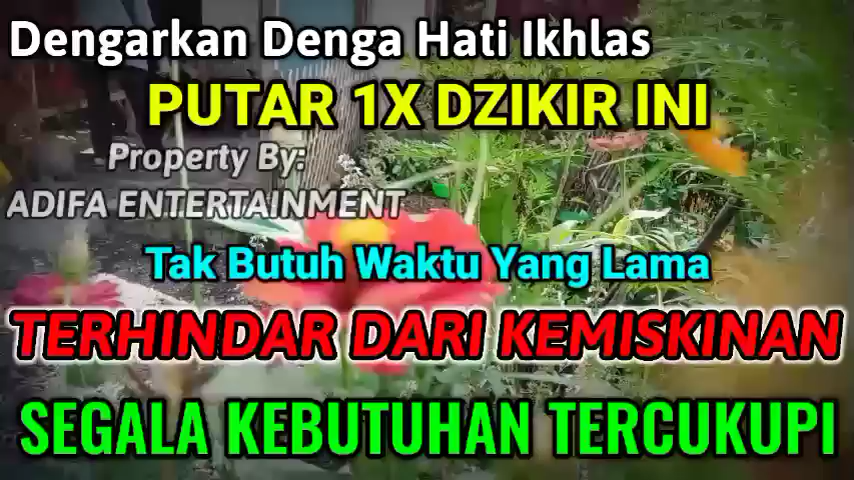 Dengarkan Denga Hati Ikhlas
PUTAR 1X DZIKIR INI
Property By:
ADIFA ENTERTAINMENT
Tak Butuh Waktu Yang Lama
TERHINDAR DARI KEMISKINAN
SEGALA KEBUTUHAN TERCUKUPI